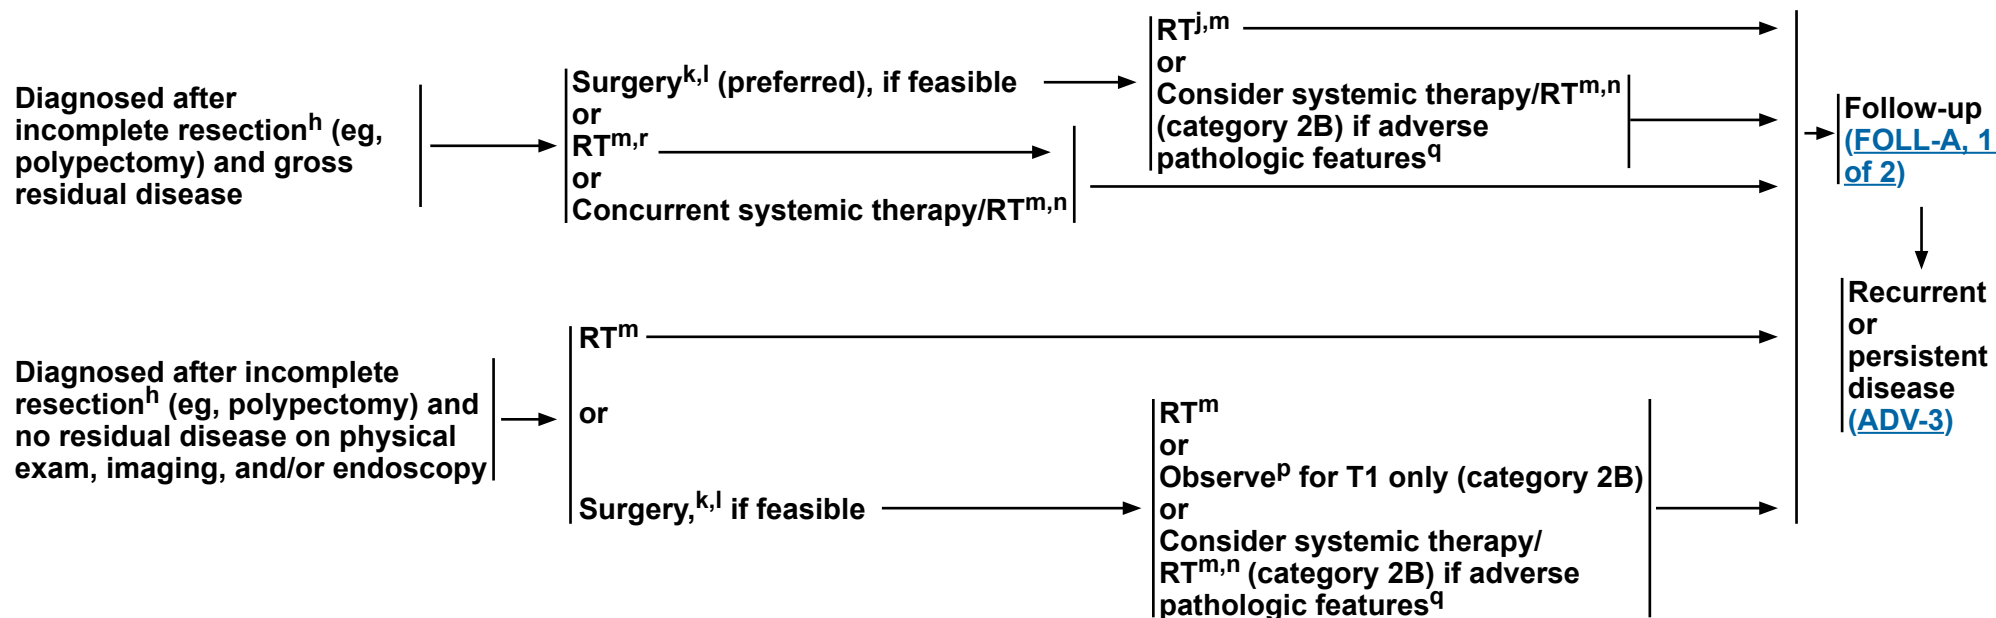 Diagnosed after
incomplete resectionh (eg,
polypectomy) and gross
residual disease
Surgeryk,l (preferred), if feasible
or
RTm,r
or
Concurrent systemic therapy/RTm,n
RTj,m
or
Consider systemic therapy/RTm,n
(category 2B) if adverse
pathologic featuresq
Follow-up
(FOLL-A, 1
of 2)
Recurrent
or
persistent
disease
(ADV-3)
Diagnosed after incomplete
resectionh (eg, polypectomy) and
no residual disease on physical
exam, imaging, and/or endoscopy
RTm
or
Surgery,k,l if feasible
RTm
or
Observep for T1 only (category 2B)
or
Consider systemic therapy/
RTm,n (category 2B) if adverse
pathologic featuresq